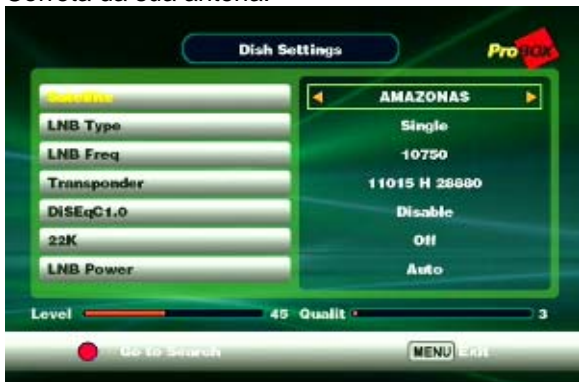 Correta da sua antena.
Dish Settings
ProBOX
Satellite AMAZONAS
LNB Type Single
LNB Freq 10750
Transponder 11015 H 28880
DiSEqC1.0 Disable
22K Off
LNB Power Auto
Level 45 Qualit 3
Go to Search MENU Exit